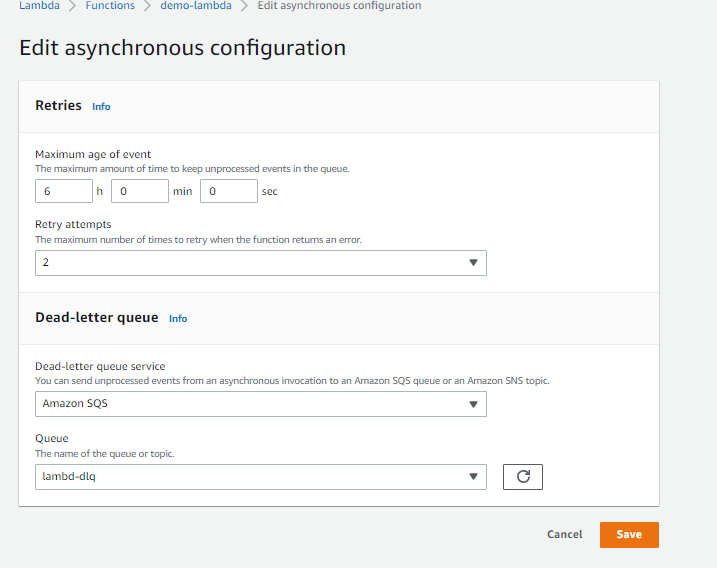 Lambda > Functions > demo-lambda > Edit asynchronous configuration
Edit asynchronous configuration
Retries Info
Maximum age of event
The maximum amount of time to keep unprocessed events in the queue.
6 h 0 min 0 sec
Retry attempts
The maximum number of times to retry when the function returns an error.
2
Dead-letter queue Info
Dead-letter queue service
You can send unprocessed events from an asynchronous invocation to an Amazon SQS queue or an Amazon SNS topic.
Amazon SQS
Queue
The name of the queue or topic.
lambd-dlq
Cancel Save